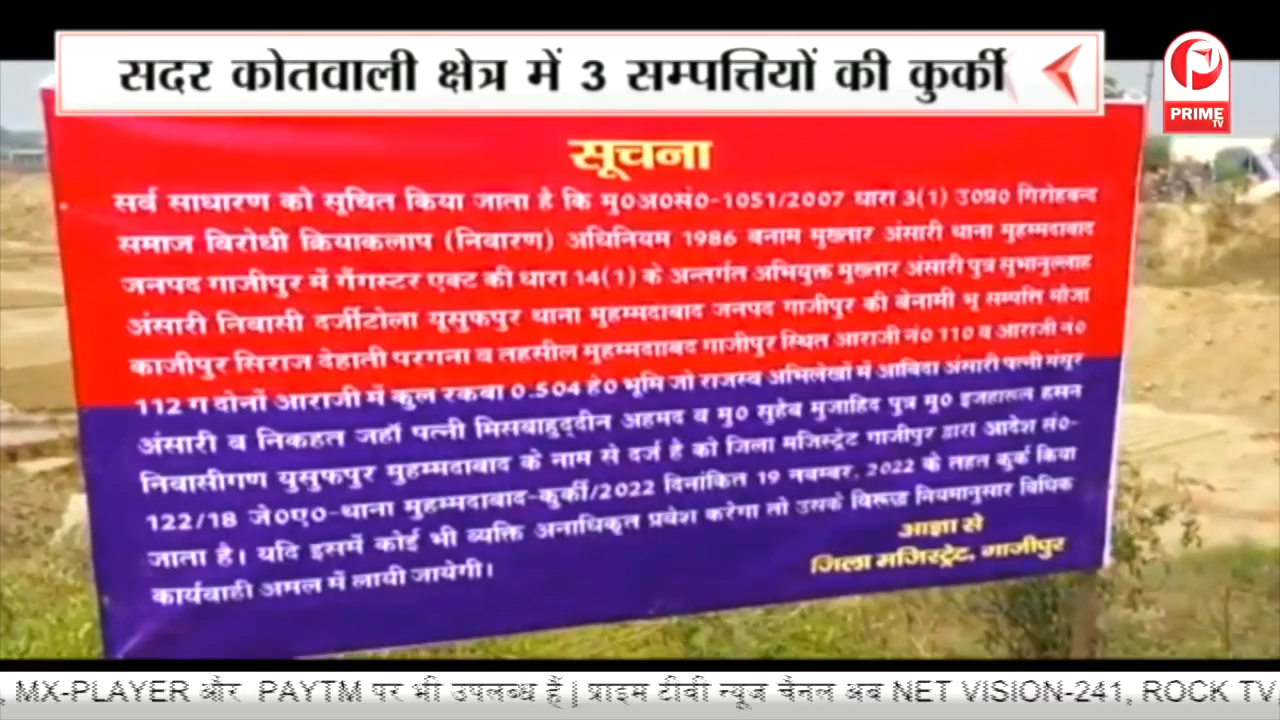 सदर कोतवाली क्षेत्र में 3 सम्पत्तियों की कुर्की
PRIME
TV
सूचना
सर्व साधारण को सूचित किया जाता है कि मु0अ0सं0-1051/2007 धारा 3(1) उ0प्र0 गिरोहबन्द
समाज विरोधी क्रियाकलाप (निवारण) अधिनियम 1986 बनाम मुख्तार अंसारी थाना मुहम्मदाबाद
जनपद गाजीपुर में गैंगस्टर एक्ट की धारा 14(1) के अन्तर्गत अभियुक्त मुख्तार अंसारी पुत्र सुभानुल्लाह
अंसारी निवासी दर्जीटोला यूसुफपुर थाना मुहम्मदाबाद जनपद गाजीपुर की बेनामी भू सम्पत्ति मौजा
काजीपुर सिराज देहाती परगना व तहसील मुहम्मदााबाद गाजीपुर स्थित आराजी नं0 110 व आराजी नं0
112 ग दोनों आराजी में कुल रकबा 0.504 हे0 भूमि जो राजस्व अभिलेखों में आबिदा अंसारी पत्नी मंसूर
अंसारी व निकहत जहाँ पत्नी मिसबाहुद्दीन अहमद व मु0 सुहेब मुजाहिद पुत्र मु0 इजहारूल हसन
निवासीगण युसुफपुर मुहम्मदाबाद के नाम से दर्ज है को जिला मजिस्ट्रेट गाजीपुर द्वारा आदेश सं0-
122/18 जे0ए0-थाना मुहम्मदाबाद-कुर्की/2022 दिनांकित 19 नवम्बर, 2022 के तहत कुर्क किया
जाता है। यदि इसमें कोई भी व्यक्ति अनाधिकृत प्रवेश करेगा तो उसके विरूद्ध नियमानुसार विधिक
कार्यवाही अमल में लायी जायेगी।
आज्ञा से
जिला मजिस्ट्रेट, गाजीपुर
, MX-PLAYER और PAYTM पर भी उपलब्ध हैं | प्राइम टीवी न्यूज चैनल अब NET VISION-241, ROCK TV